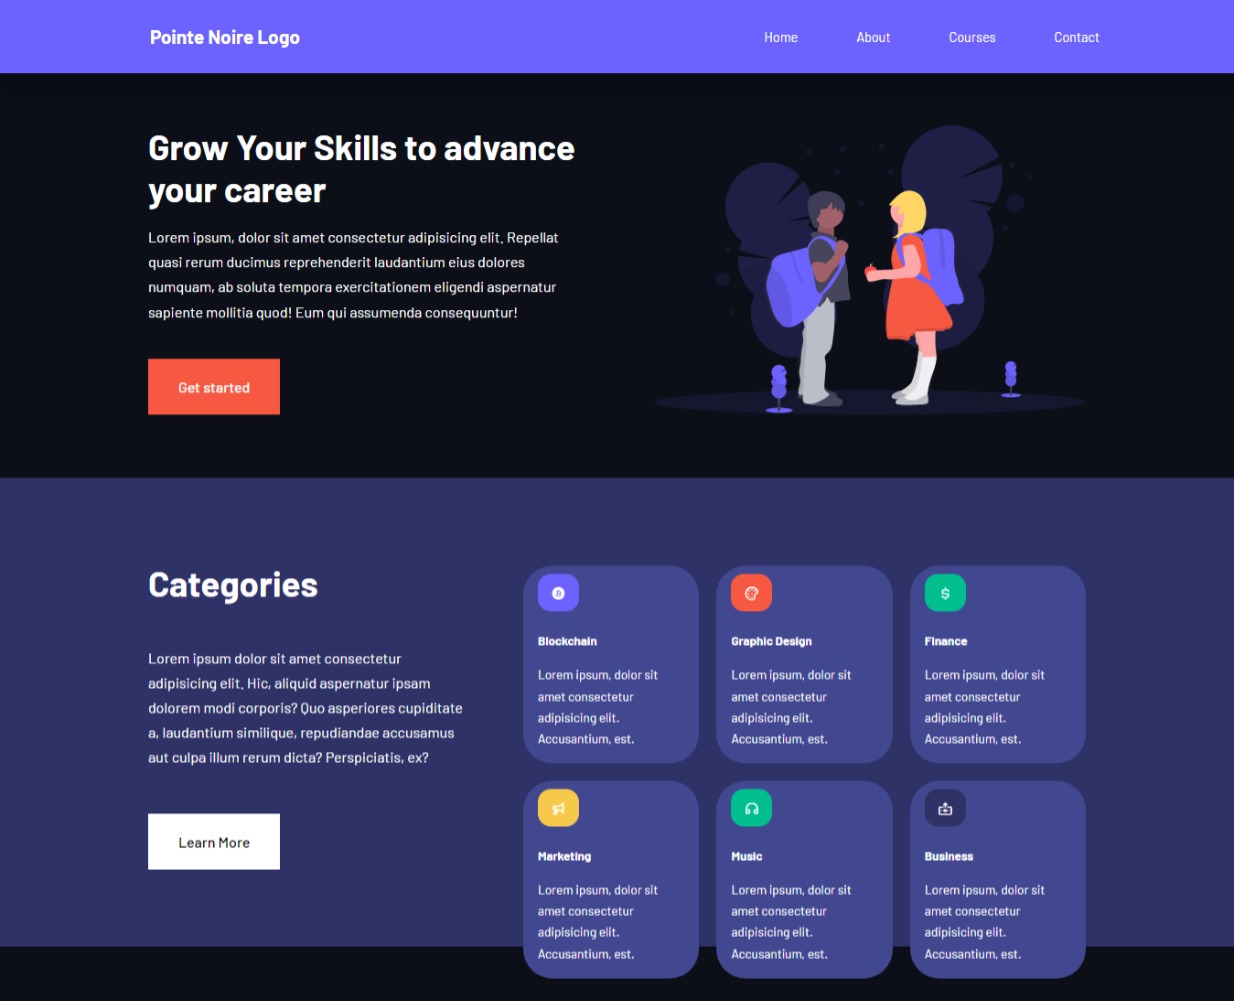 Pointe Noire Logo
Home
About
Courses
Contact
Grow Your Skills to advance
your career
Lorem ipsum, dolor sit amet consectetur adipisicing elit. Repellat
quasi rerum ducimus reprehenderit laudantium eius dolores
numquam, ab soluta tempora exercitationem eligendi aspernatur
sapiente mollitia quod! Eum qui assumenda consequuntur!
Get started
Categories
Lorem ipsum dolor sit amet consectetur
adipisicing elit. Hic, aliquid aspernatur ipsam
dolorem modi corporis? Quo asperiores cupiditate
a, laudantium similique, repudiandae accusamus
aut culpa illum rerum dicta? Perspiciatis, ex?
Learn More
Blockchain
Lorem ipsum, dolor sit
amet consectetur
adipisicing elit.
Accusantium, est.
Graphic Design
Lorem ipsum, dolor sit
amet consectetur
adipisicing elit.
Accusantium, est.
Finance
Lorem ipsum, dolor sit
amet consectetur
adipisicing elit.
Accusantium, est.
Marketing
Lorem ipsum, dolor sit
amet consectetur
adipisicing elit.
Accusantium, est.
Music
Lorem ipsum, dolor sit
amet consectetur
adipisicing elit.
Accusantium, est.
Business
Lorem ipsum, dolor sit
amet consectetur
adipisicing elit.
Accusantium, est.